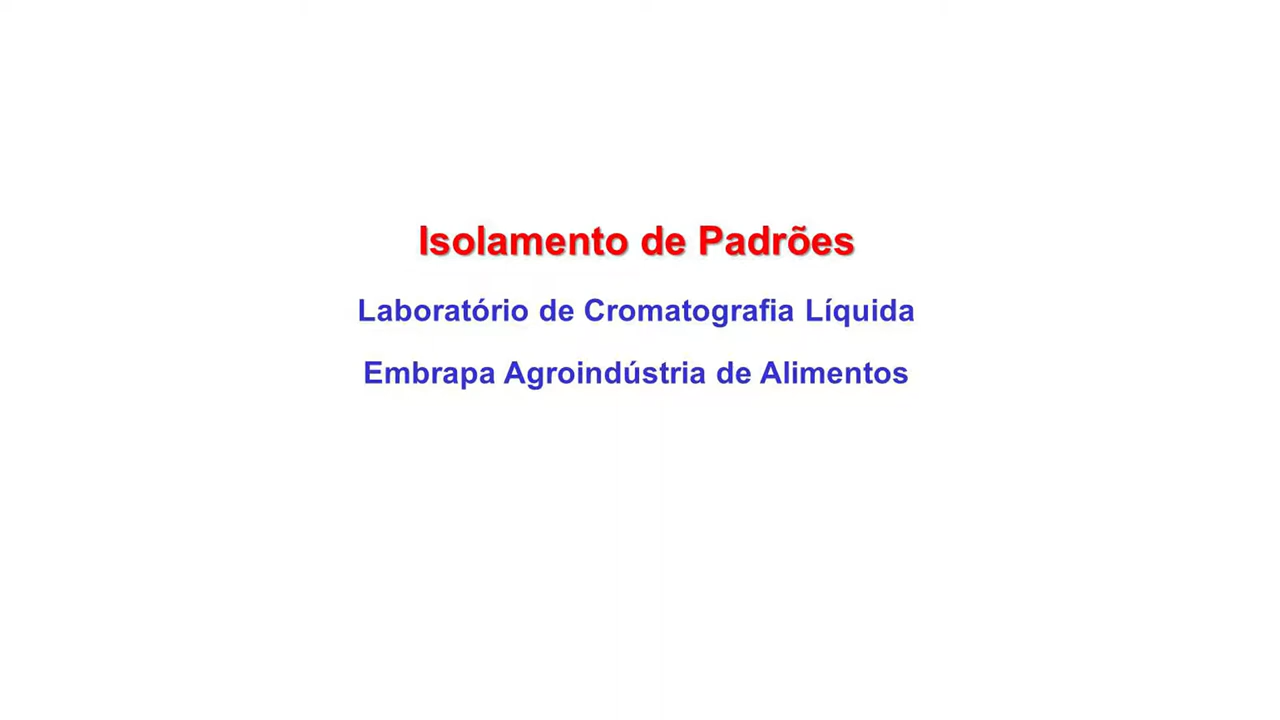 Isolamento de Padrões
Laboratório de Cromatografia Líquida
Embrapa Agroindústria de Alimentos